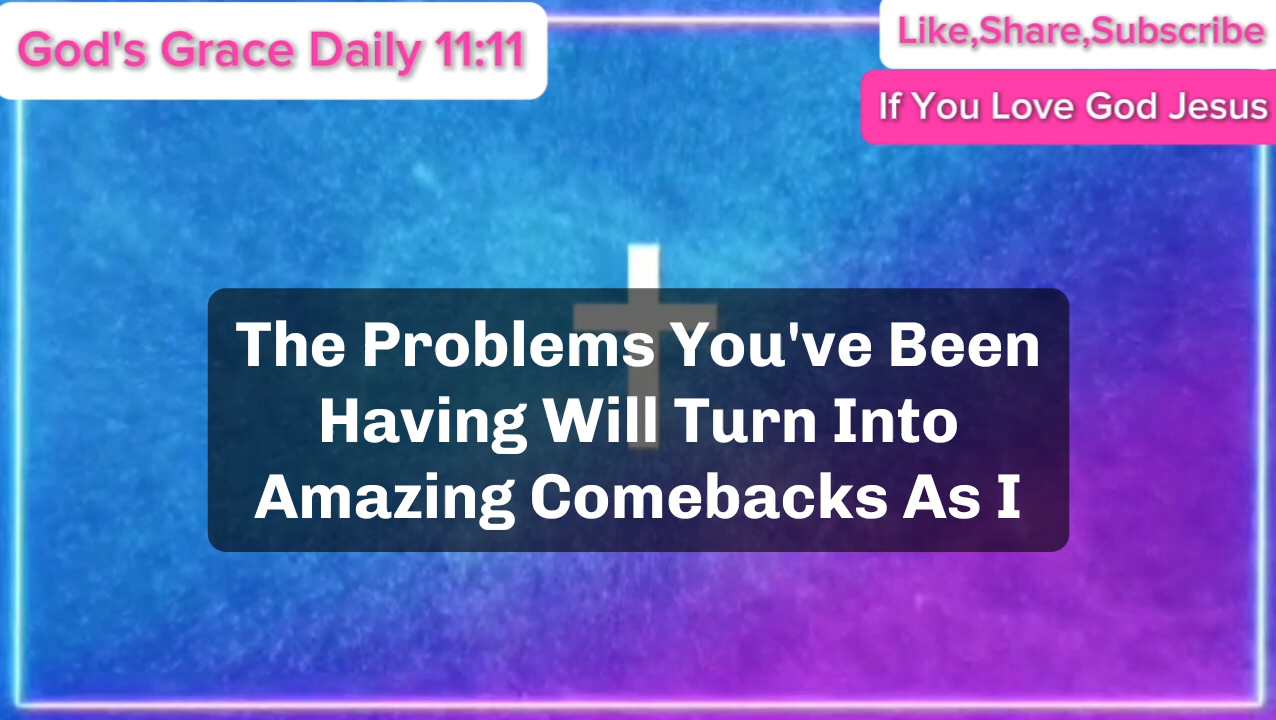 God's Grace Daily 11:11
Like,Share,Subscribe
If You Love God Jesus
The Problems You've Been
Having Will Turn Into
Amazing Comebacks As I